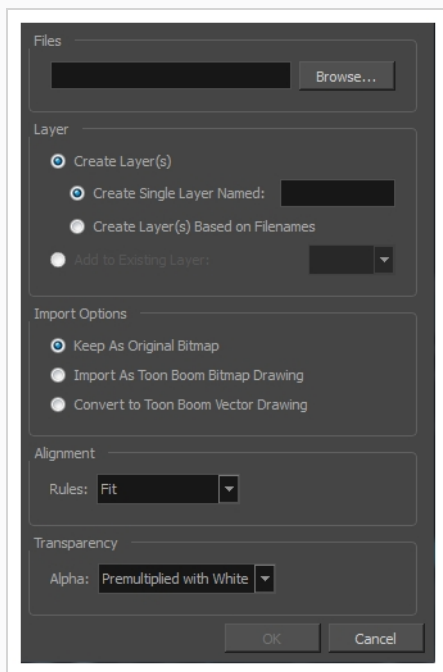 Files
Browse...
Layer
Create Layer(s)
Create Single Layer Named:
Create Layer(s) Based on Filenames
Add to Existing Layer:
Import Options
Keep As Original Bitmap
Import As Toon Boom Bitmap Drawing
Convert to Toon Boom Vector Drawing
Alignment
Rules: Fit
Transparency
Alpha: Premultiplied with White
OK Cancel